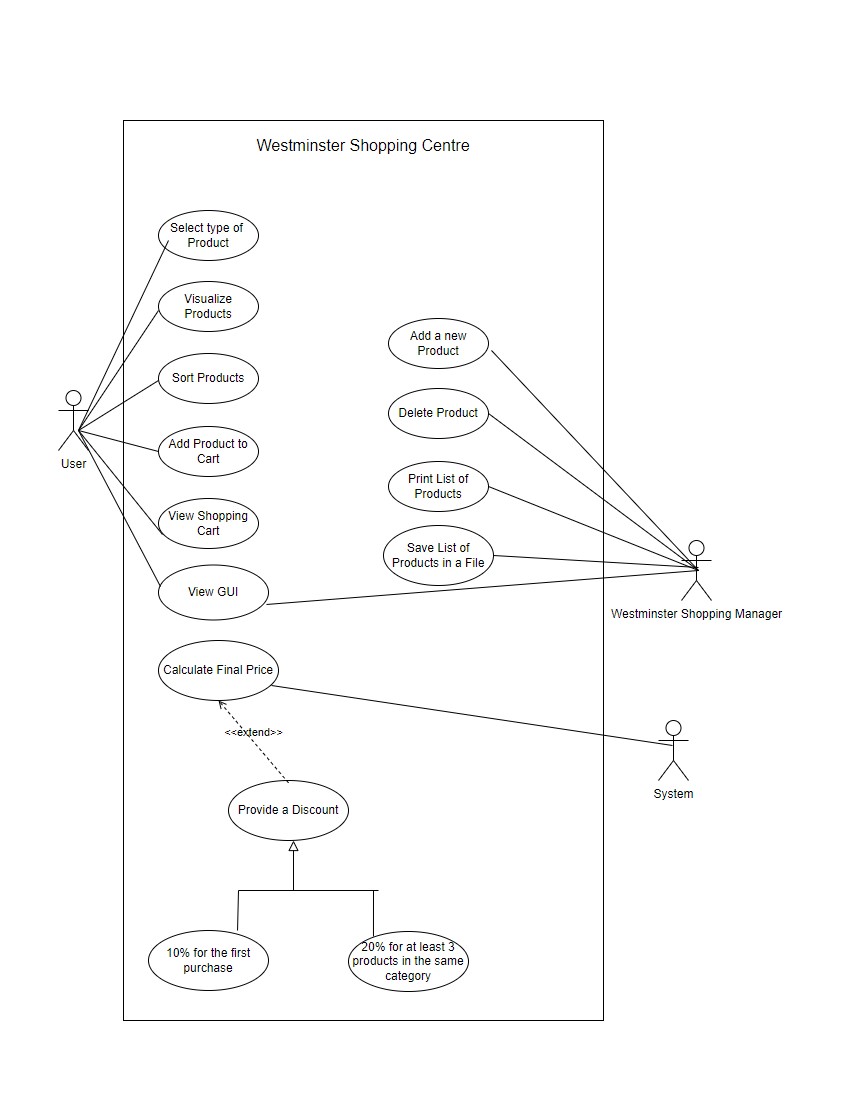 Westminster Shopping Centre
Select type of
Product
Visualize
Products
Sort Products
Add Product to
Cart
View Shopping
Cart
View GUI
Calculate Final Price
<<extend>>
Provide a Discount
10% for the first
purchase
20% for at least 3
products in the same
category
Add a new
Product
Delete Product
Print List of
Products
Save List of
Products in a File
User
Westminster Shopping Manager
System